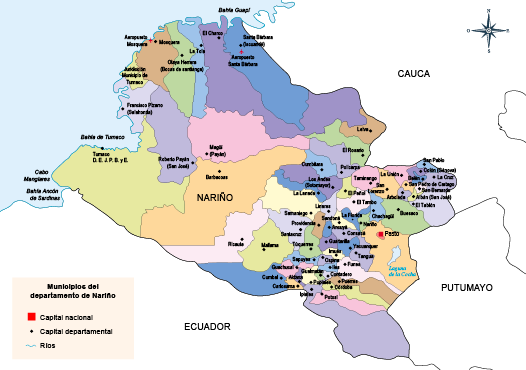 Bahía Guapi
El Charco
Santa Bárbara
(Iscuandé)
Aeropuerto
Mosquera
Mosquera
La Tola
Olaya Herrera
(Bocas de satinanga)
Aeropuerto
Santa Bárbara
CAUCA
Municipio de
Tumaco
Francisco Pizarro
(Salahonda)
Bahía de Tumaco
Tumaco
Leiva
Magüí
(Payán)
El Rosario
Roberto Payán
(San José)
Barbacoas
Cabo
Manglares
Bahía Ancón
de Sardinas
NARIÑO
Cumbitara
Policarpa
Los Andes
(Sotomayor)
La Llanada
Taminango
La Unión
San Pablo
Colón (Génova)
Belén
La Cruz
San Pedro de Cartago
San Bernardo
Albán (San José)
El Tablón
San
Lorenzo
Arboleda
Buesaco
El Peñol
El Tambo
Chachagüí
Linares
Samaniego
Sandoná
La Florida
Nariño
Providencia
Ancuyá
Consacá
Pasto
Santacruz
Guaitarilla
Yacuanquer
Tangua
Ricaurte
Mallama
Túquerres
Imués
Sapuyes
Ospina
Iles
Funes
Guachucal
Gualmatán
Contadero
Cumbal
Aldana
Pupiales
Puerres
Carlosama
Córdoba
Ipiales
Potosí
Laguna
de la Cocha
PUTUMAYO
ECUADOR
Municipios del
departamento de Nariño
Capital nacional
Capital departamental
Ríos